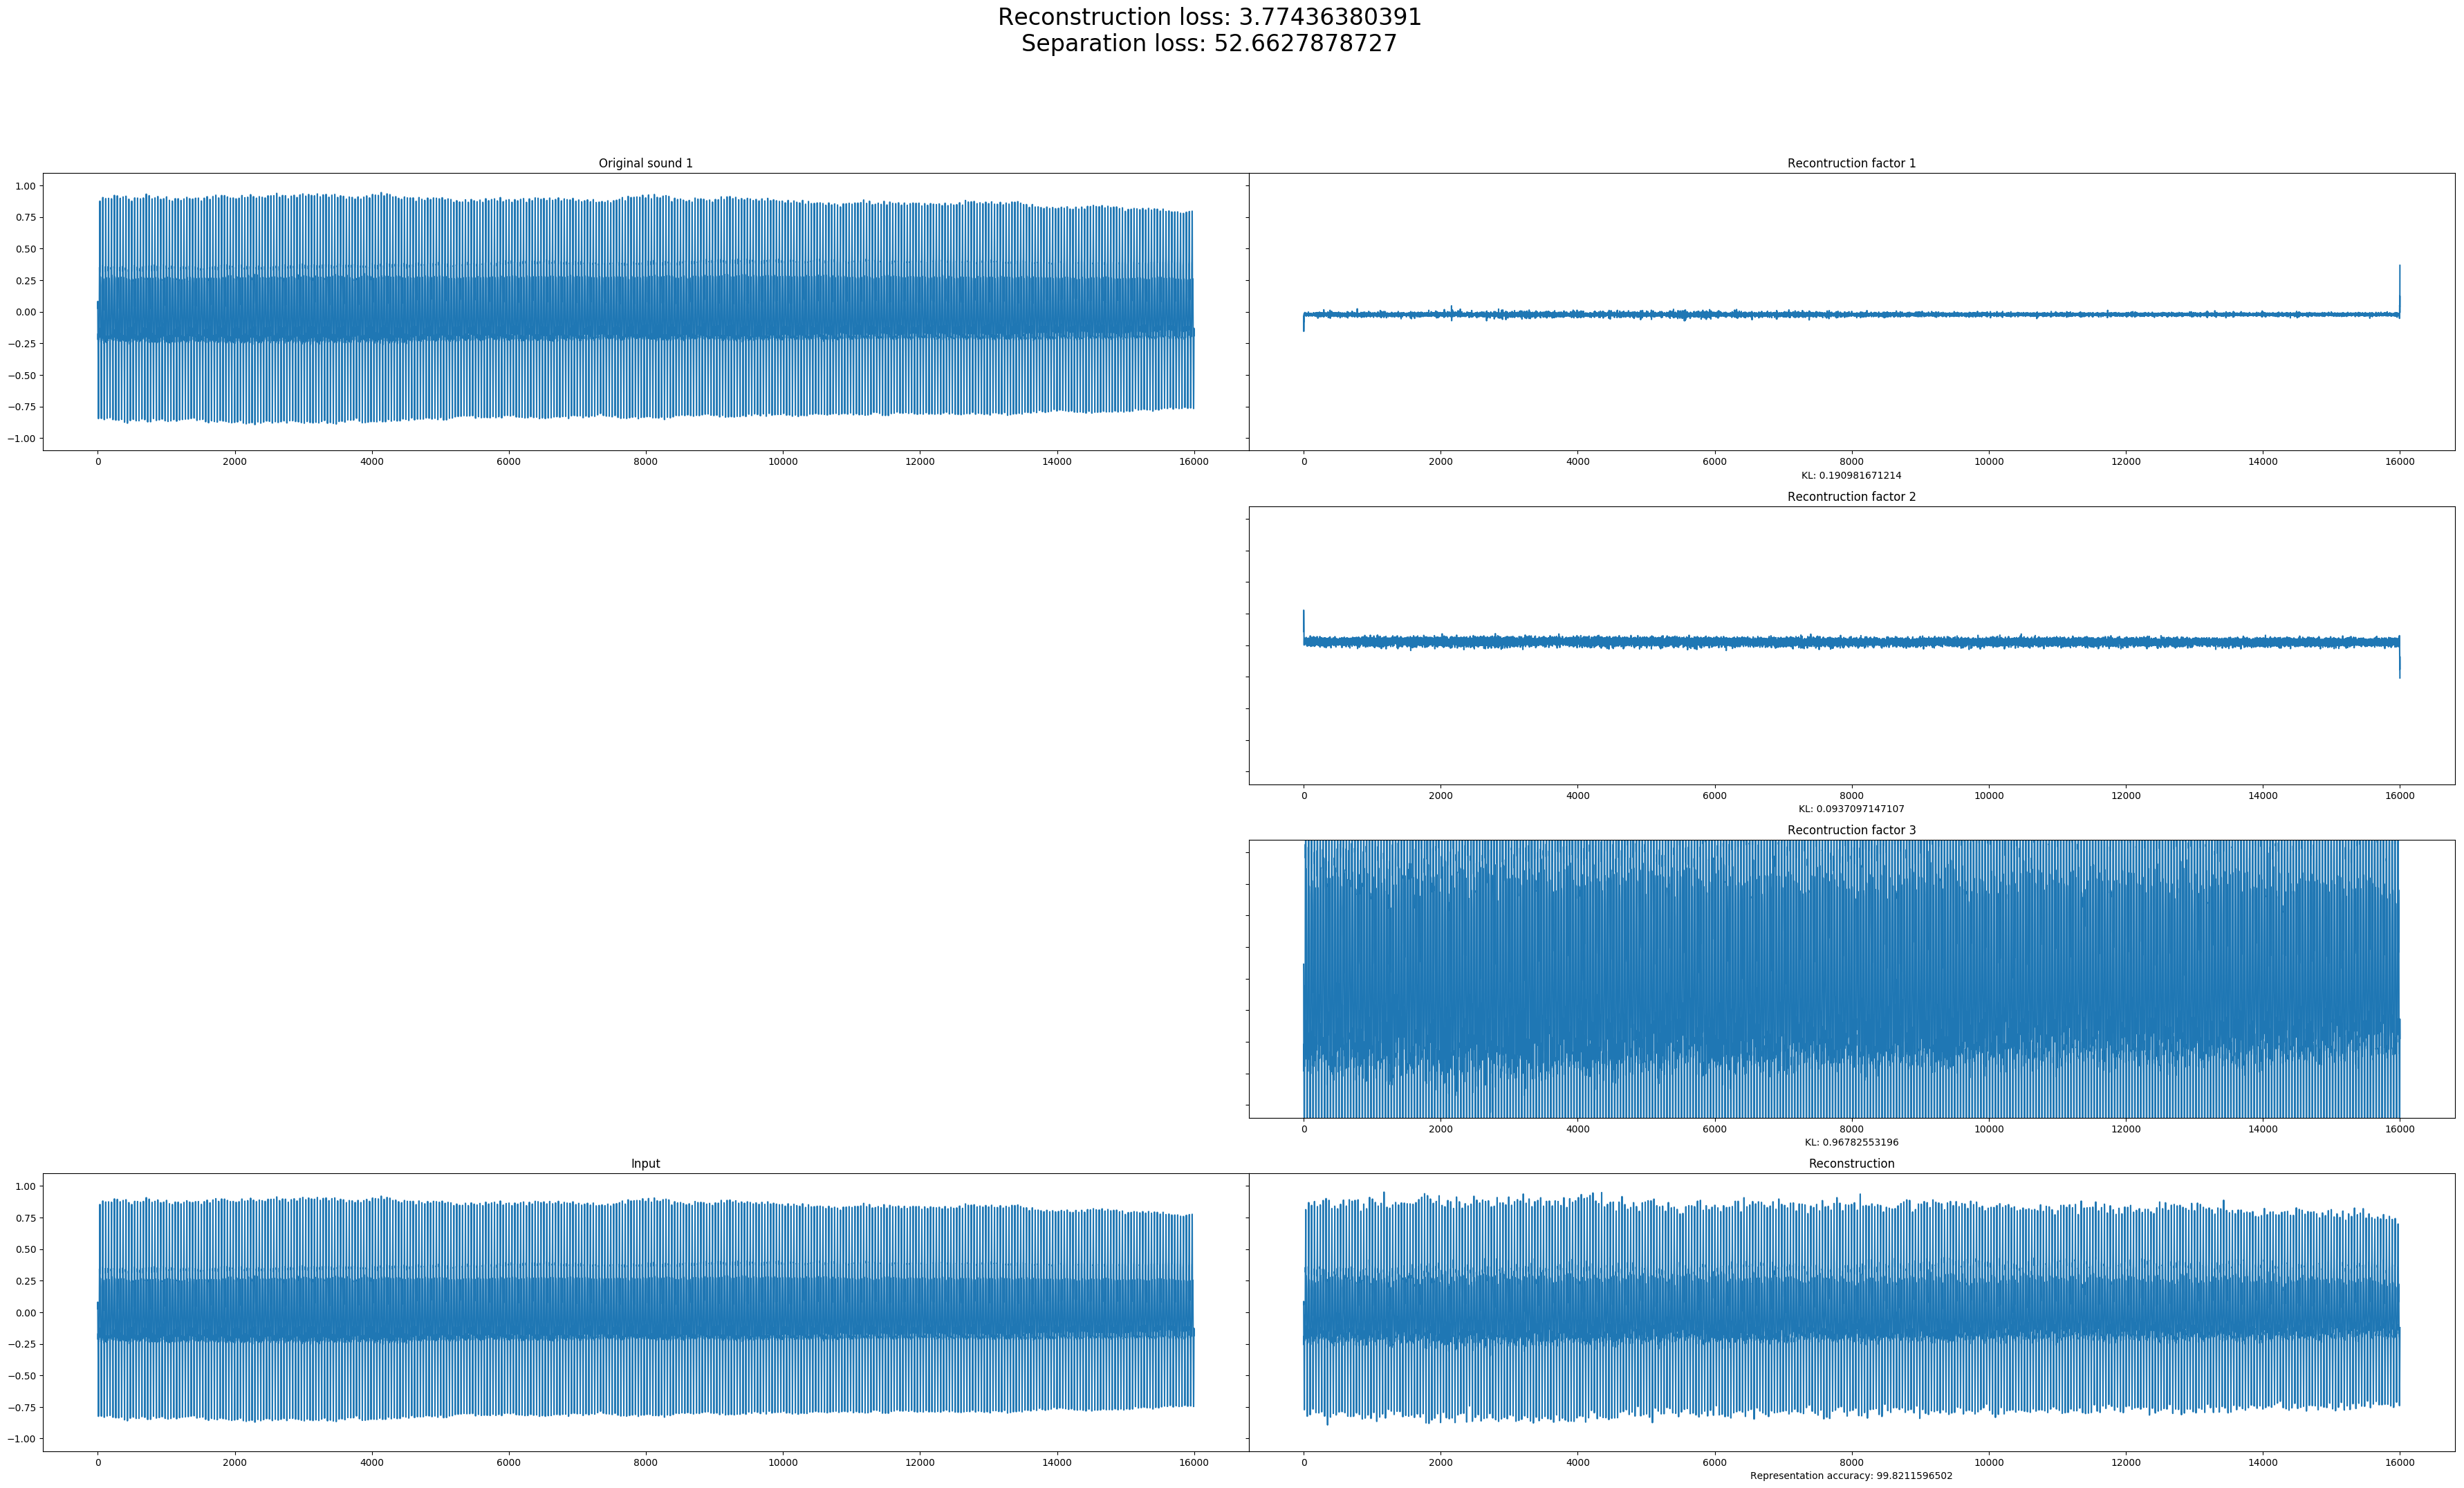 Reconstruction loss: 3.77436380391
Separation loss: 52.6627878727
Original sound 1
Recontruction factor 1
1.00
0.75
0.50
0.25
0.00
−0.25
−0.50
−0.75
−1.00
0 2000 4000 6000 8000 10000 12000 14000 16000
0 2000 4000 6000 8000 10000 12000 14000 16000
KL: 0.190981671214
Recontruction factor 2
0 2000 4000 6000 8000 10000 12000 14000 16000
KL: 0.0937097147107
Recontruction factor 3
0 2000 4000 6000 8000 10000 12000 14000 16000
KL: 0.96782553196
Input
Reconstruction
1.00
0.75
0.50
0.25
0.00
−0.25
−0.50
−0.75
−1.00
0 2000 4000 6000 8000 10000 12000 14000 16000
0 2000 4000 6000 8000 10000 12000 14000 16000
Representation accuracy: 99.8211596502